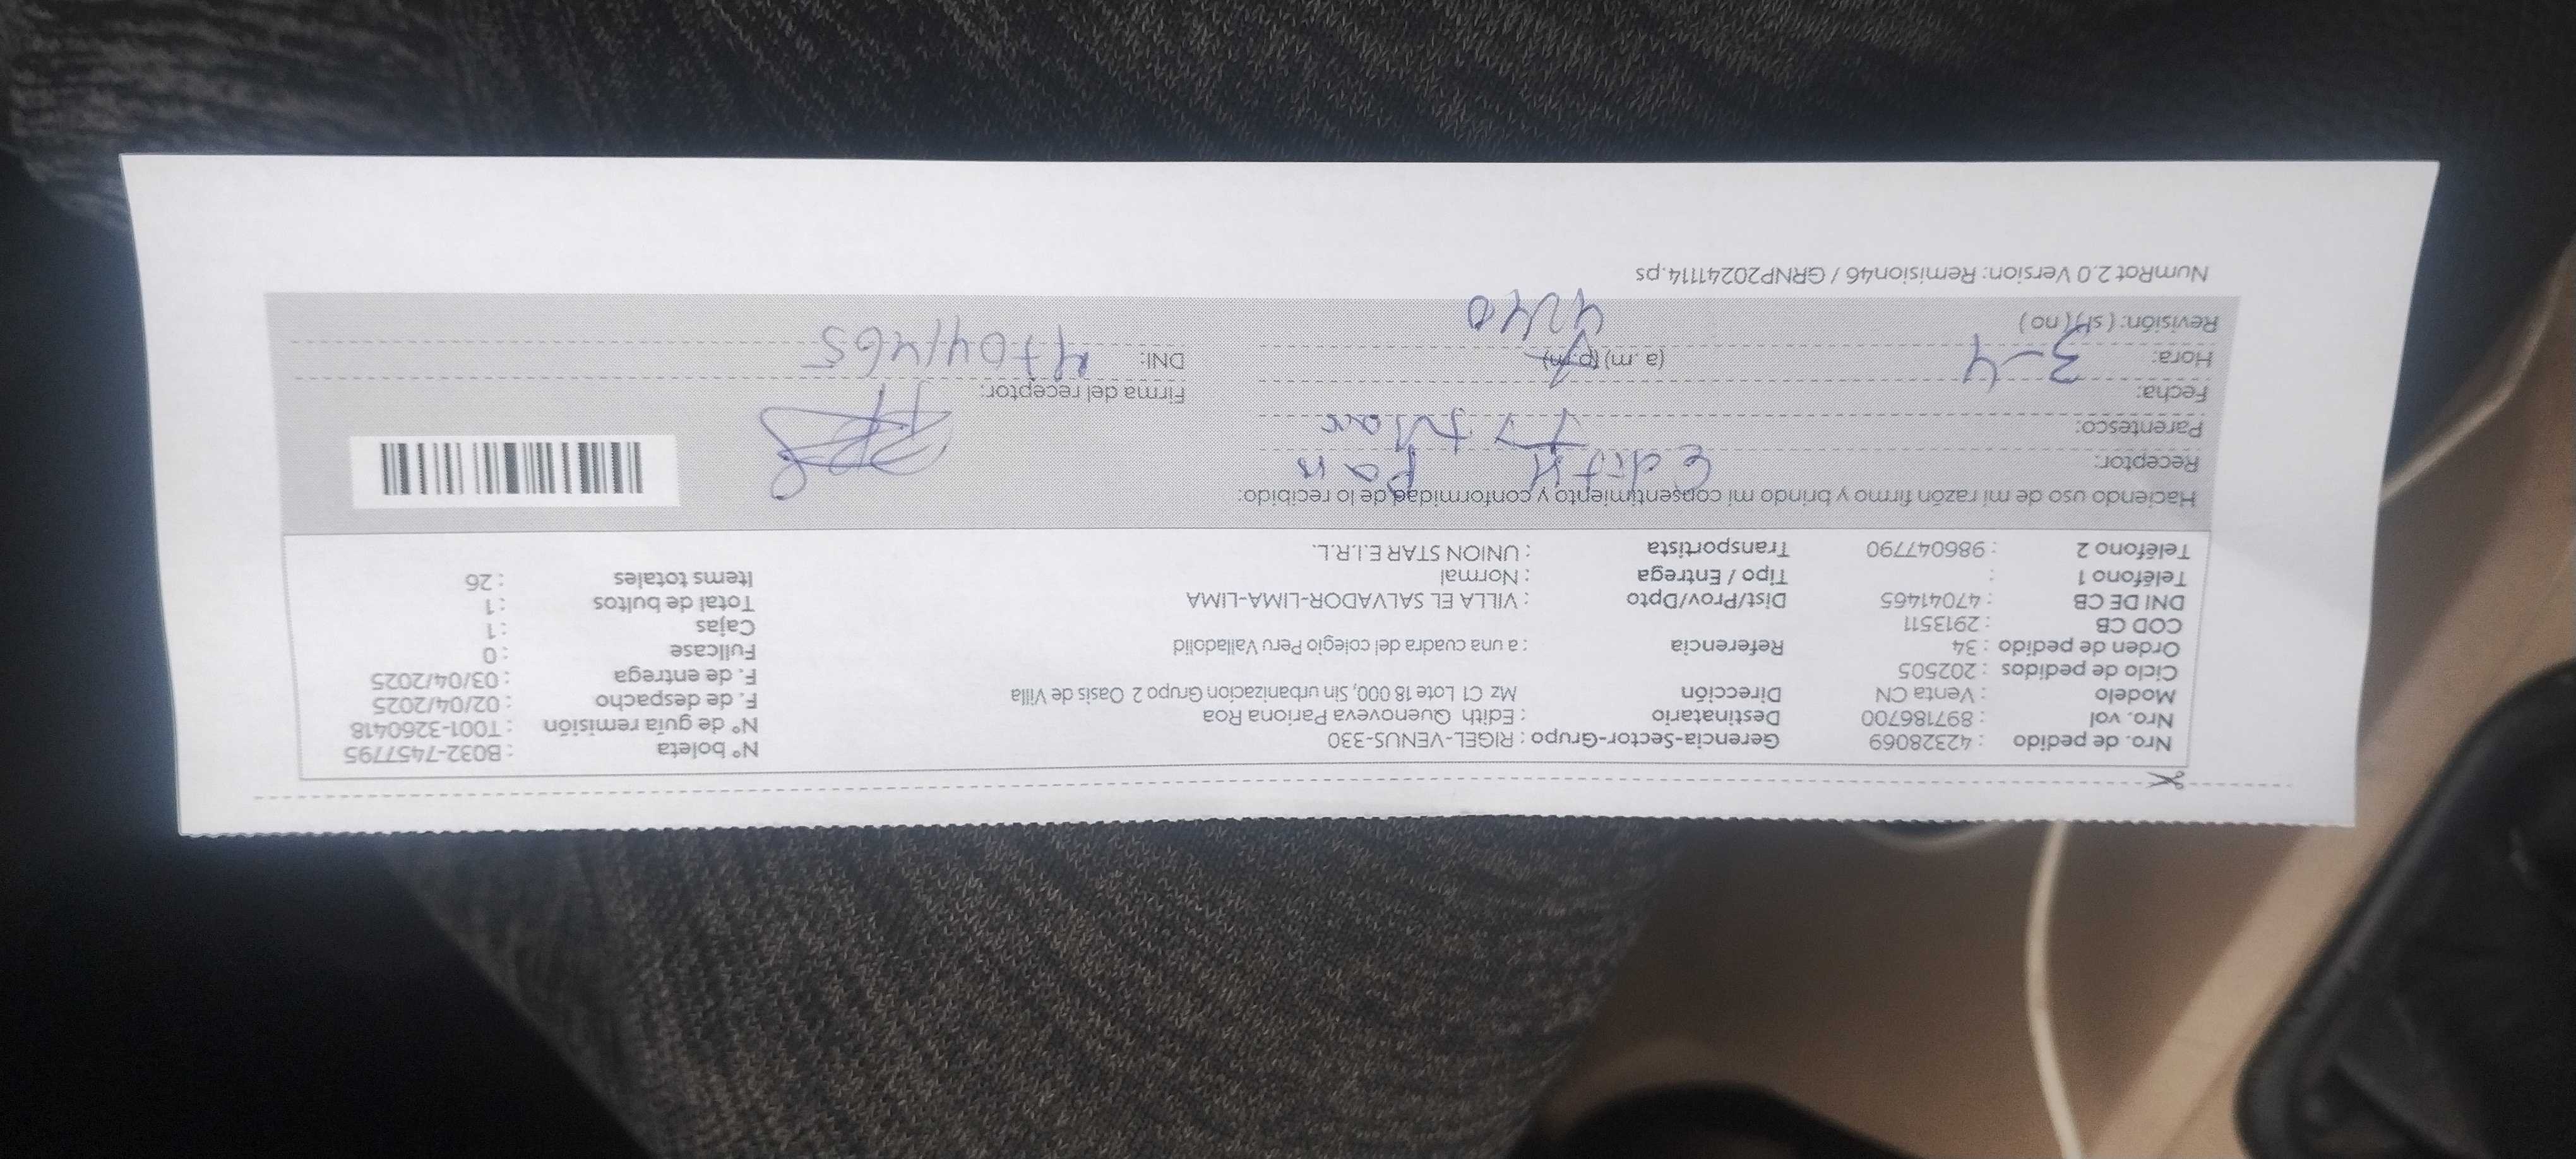 Nro. de pedido : 42328069 Gerencia-Sector-Grupo : RIGEL-VENUS-330 N° boleta : B032-7457795
Nro. vol : 897186700 Destinatario : Edith Quenoveva Pariona Roa N° de guía remisión : T001-3260418
Modelo : Venta CN Dirección Mz C1 Lote 18 000, Sin urbanizacion Grupo 2 Oasis de Villa F. de despacho : 02/04/2025
Ciclo de pedidos : 202505 F. de entrega : 03/04/2025
Orden de pedido : 34 Referencia : a una cuadra del colegio Peru Valladolid Fullcase : 0
COD CB : 2913511 Cajas : 1
DNI DE CB : 47041465 Dist/Prov/Dpto : VILLA EL SALVADOR-LIMA-LIMA Total de bultos : 1
Teléfono 1 : Tipo / Entrega : Normal Items totales : 26
Teléfono 2 : 986047790 Transportista : UNION STAR E.I.R.L.
Haciendo uso de mi razón firmo y brindo mi consentimiento y conformidad de lo recibido:
Receptor: Edith
Parentesco:
Fecha: 3-4 Firma del receptor:
Hora: (a. m) (p. m) DNI: 47041465
Revisión: ( si ) ( no )
NumRot 2.0 Version: Remision46 / GRNP20241114.ps